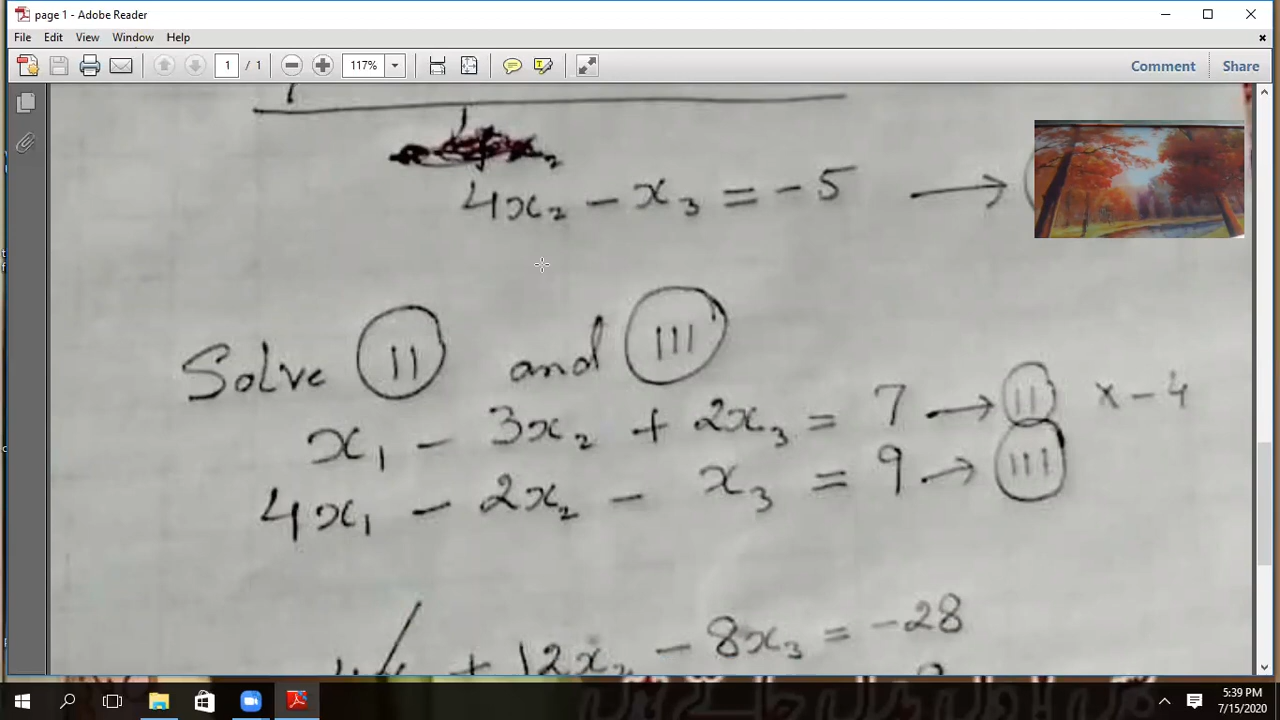 page 1 - Adobe Reader
File Edit View Window Help
1 / 1 117% Comment Share
4x₂ - x₃ = -5 →
Solve (II) and (III)
x₁ - 3x₂ + 2x₃ = 7 → (II) x - 4
4x₁ - 2x₂ - x₃ = 9 → (III)
+ 12x₂ - 8x₃ = -28
5:39 PM
7/15/2020